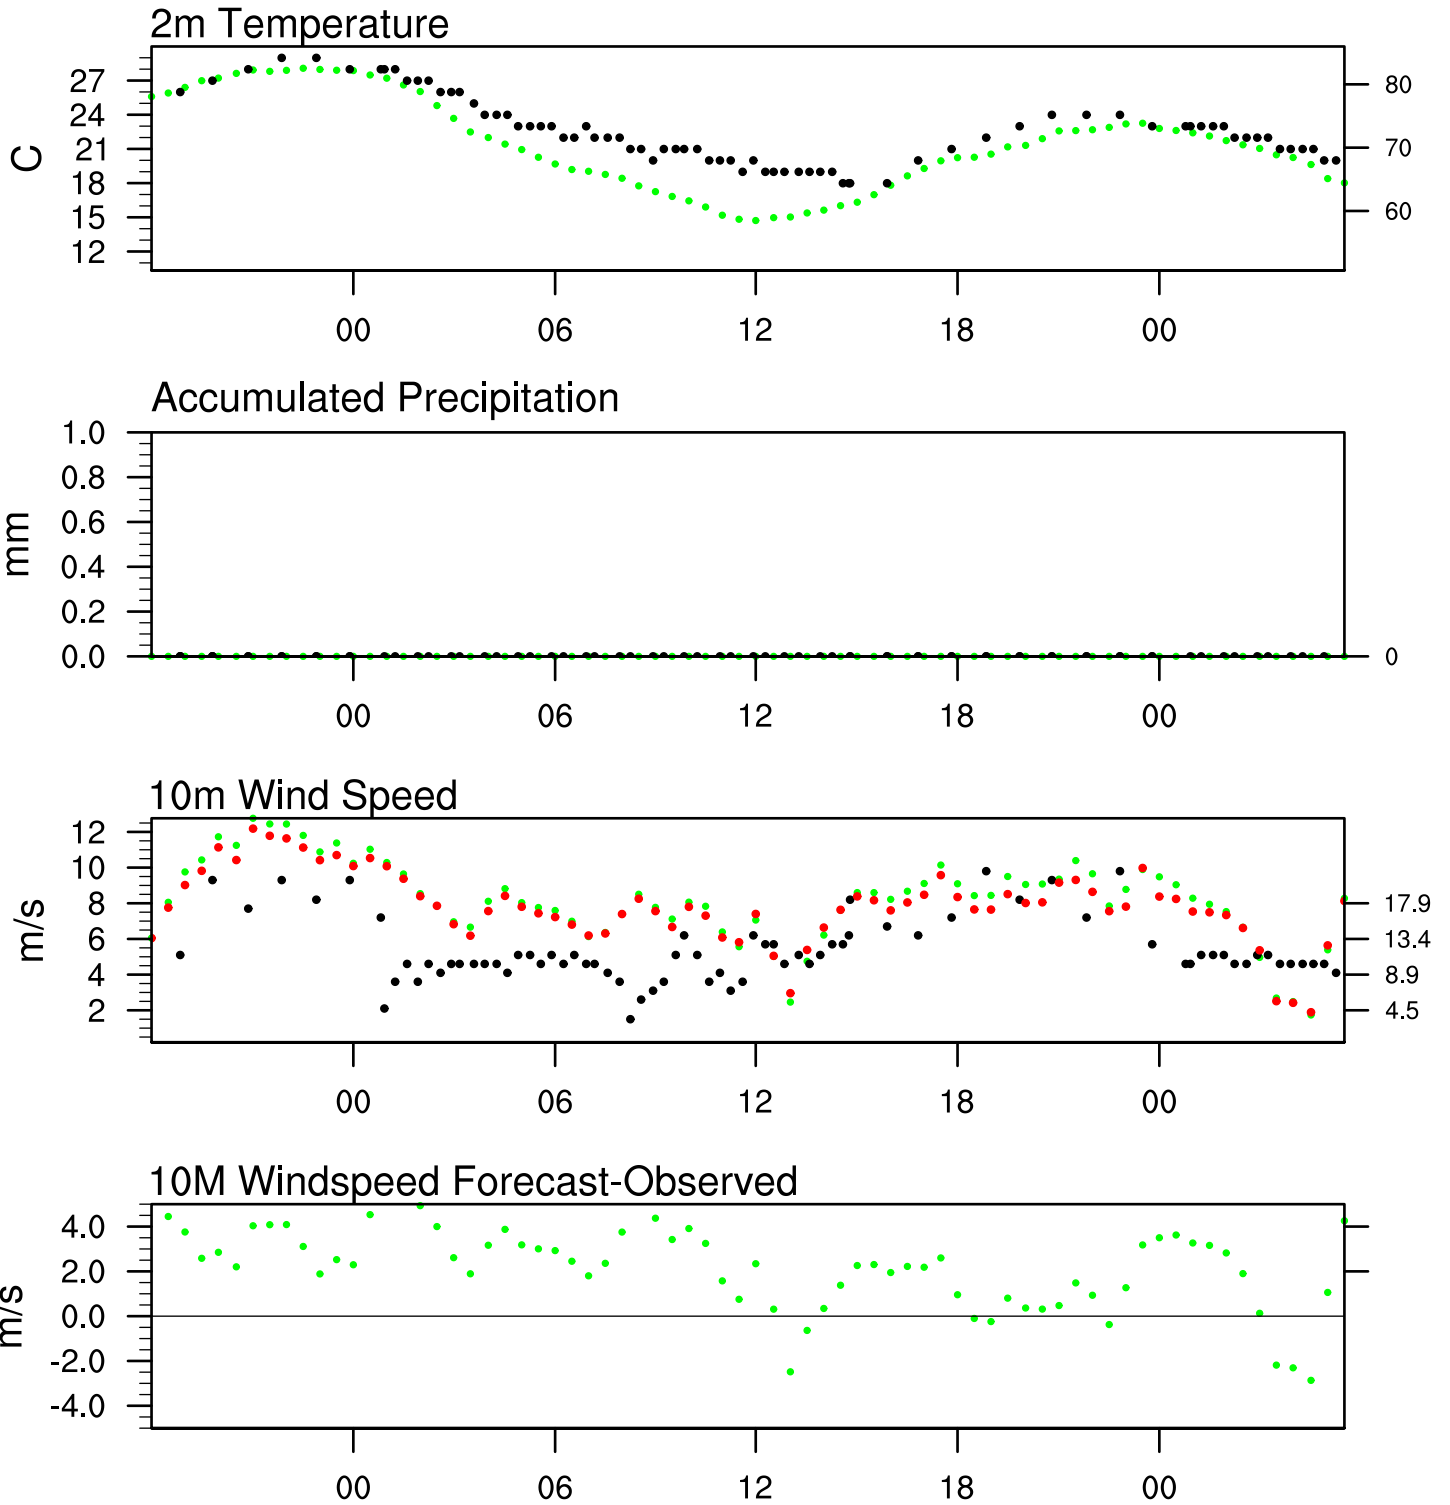 2m Temperature
C
27
24
21
18
15
12
80
70
60
00 06 12 18 00
Accumulated Precipitation
mm
1.0
0.8
0.6
0.4
0.2
0.0
0
00 06 12 18 00
10m Wind Speed
m/s
12
10
8
6
4
2
17.9
13.4
8.9
4.5
00 06 12 18 00
10M Windspeed Forecast-Observed
m/s
4.0
2.0
0.0
-2.0
-4.0
00 06 12 18 00